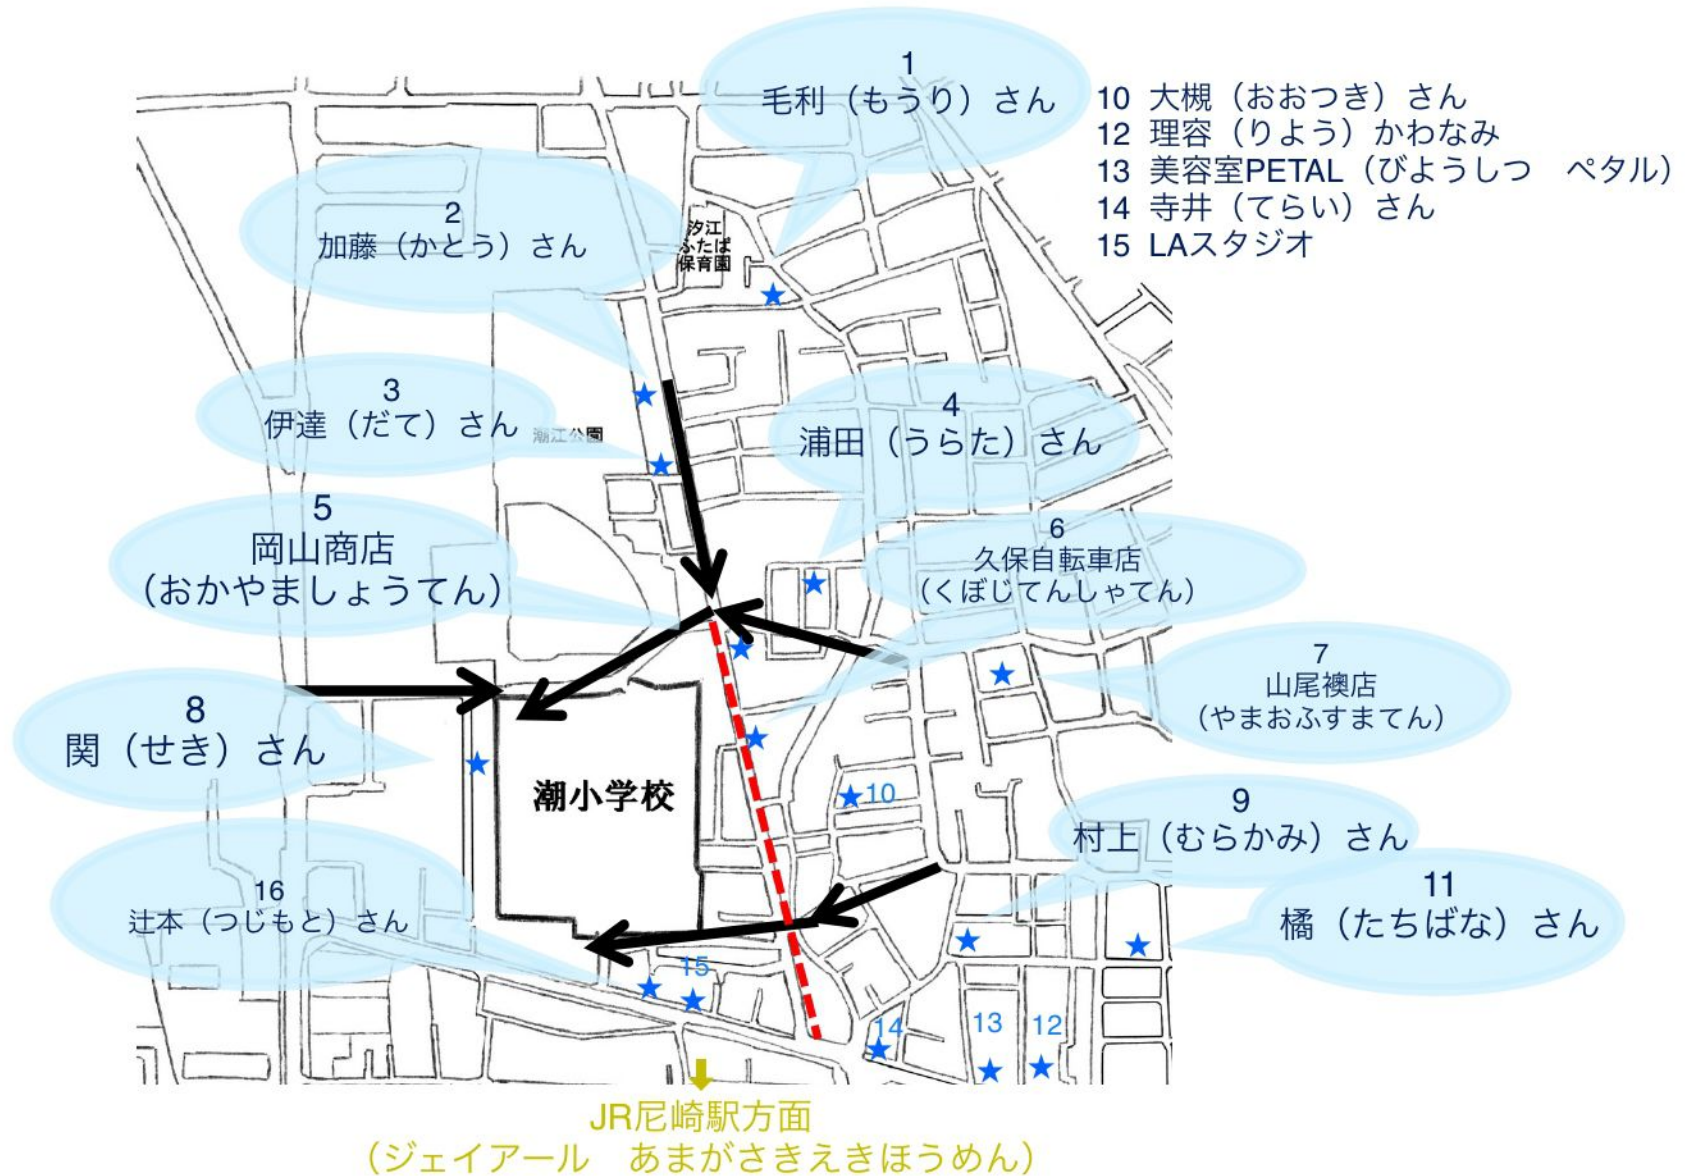 1
毛利（もうり）さん
10 大槻（おおつき）さん
12 理容（りよう）かわなみ
13 美容室PETAL（びようしつ　ペタル）
14 寺井（てらい）さん
15 LAスタジオ
2
加藤（かとう）さん
汐江
ふたば
保育園
3
伊達（だて）さん
潮江公園
4
浦田（うらた）さん
5
岡山商店
（おかやましょうてん）
6
久保自転車店
（くぼじてんしゃてん）
7
山尾襖店
（やまおふすまてん）
8
関（せき）さん
潮小学校
10
9
村上（むらかみ）さん
11
橘（たちばな）さん
16
辻本（つじもと）さん
15
14
13
12
JR尼崎駅方面
（ジェイアール　あまがさきえきほうめん）